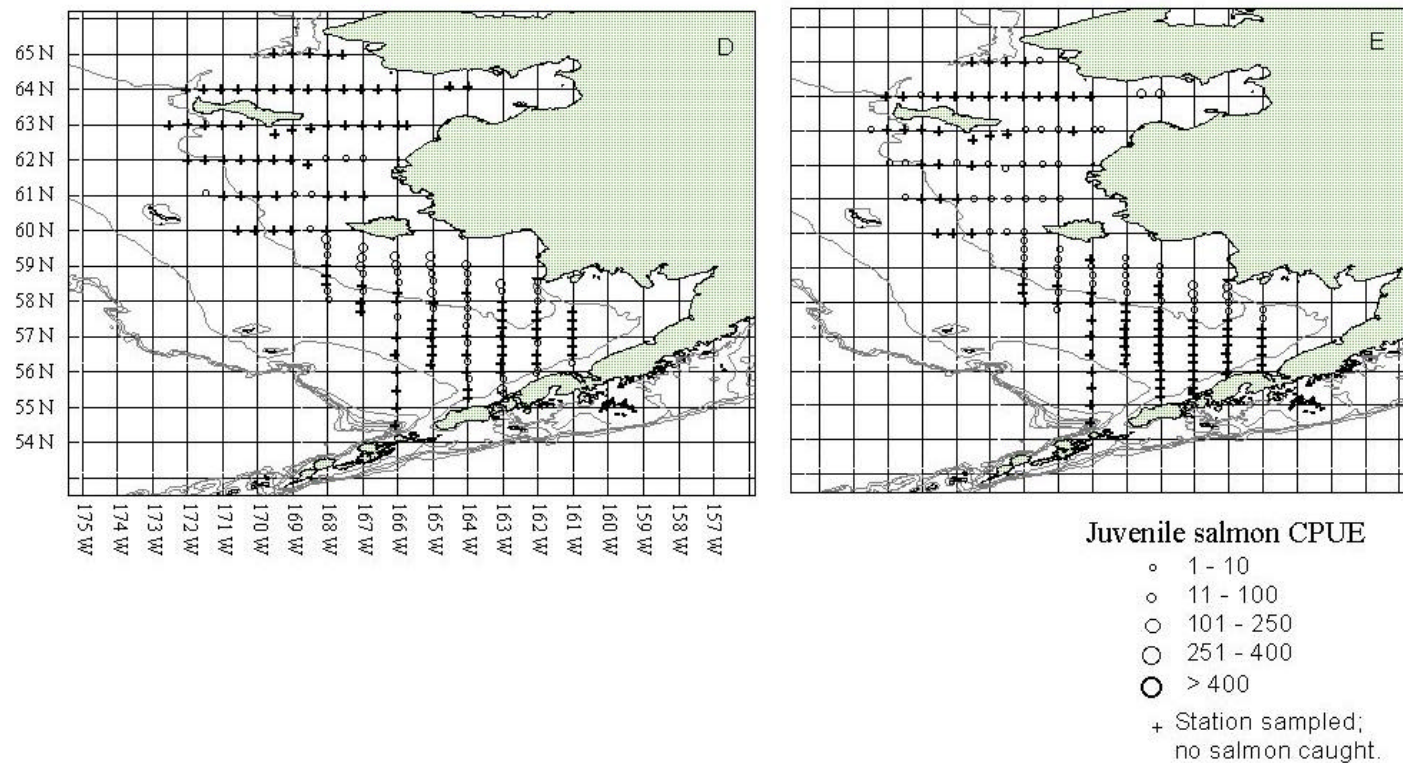 D
E
65 N
64 N
63 N
62 N
61 N
60 N
59 N
58 N
57 N
56 N
55 N
54 N
175 W
174 W
173 W
172 W
171 W
170 W
169 W
168 W
167 W
166 W
165 W
164 W
163 W
162 W
161 W
160 W
159 W
158 W
157 W
Juvenile salmon CPUE
1 - 10
11 - 100
101 - 250
251 - 400
> 400
+ Station sampled;
no salmon caught.